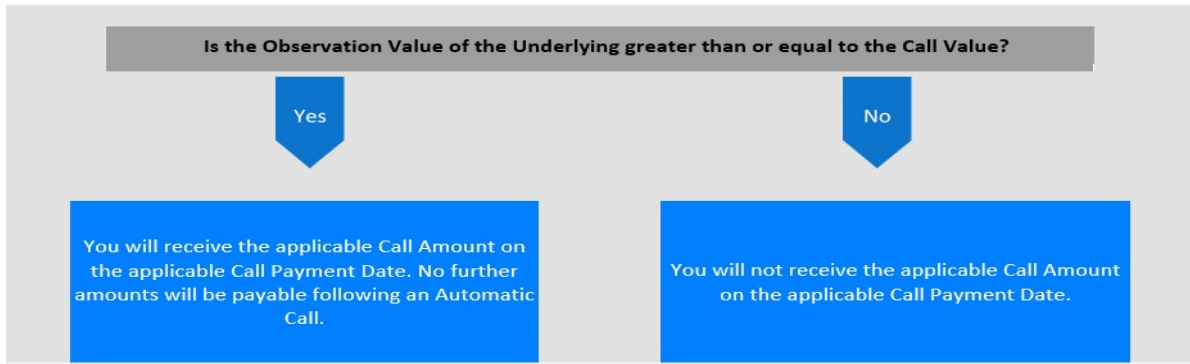 Is the Observation Value of the Underlying greater than or equal to the Call Value?
Yes
No
You will receive the applicable Call Amount on
the applicable Call Payment Date. No further
amounts will be payable following an Automatic
Call.
You will not receive the applicable Call Amount
on the applicable Call Payment Date.